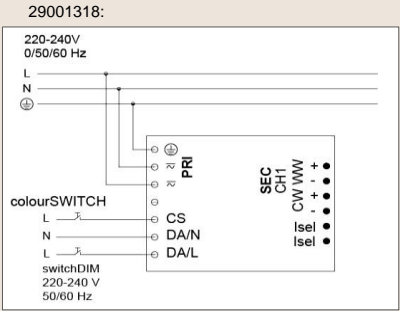 29001318:
220-240V
0/50/60 Hz
L
N
PRI
SEC
CH1
CW WW
+
-
+
-
Isel
Isel
colourSWITCH
L
CS
N
DA/N
L
DA/L
switchDIM
220-240 V
50/60 Hz